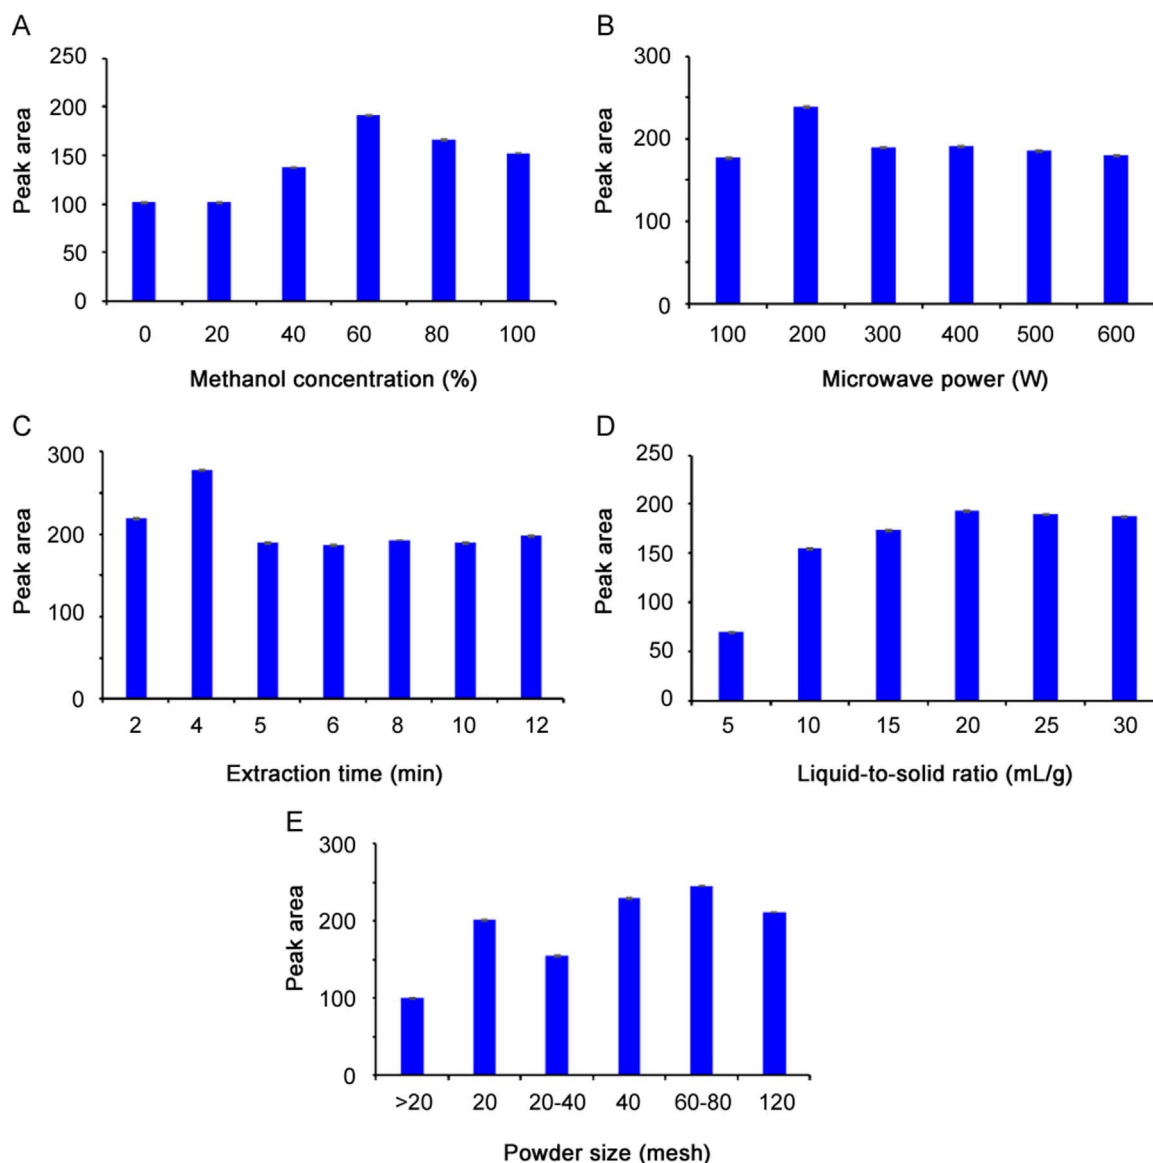 A
250
200
150
100
50
0
Peak area
0 20 40 60 80 100
Methanol concentration (%)
B
300
200
100
0
Peak area
100 200 300 400 500 600
Microwave power (W)
C
300
200
100
0
Peak area
2 4 5 6 8 10 12
Extraction time (min)
D
250
200
150
100
50
0
Peak area
5 10 15 20 25 30
Liquid-to-solid ratio (mL/g)
E
300
200
100
0
Peak area
>20 20 20-40 40 60-80 120
Powder size (mesh)